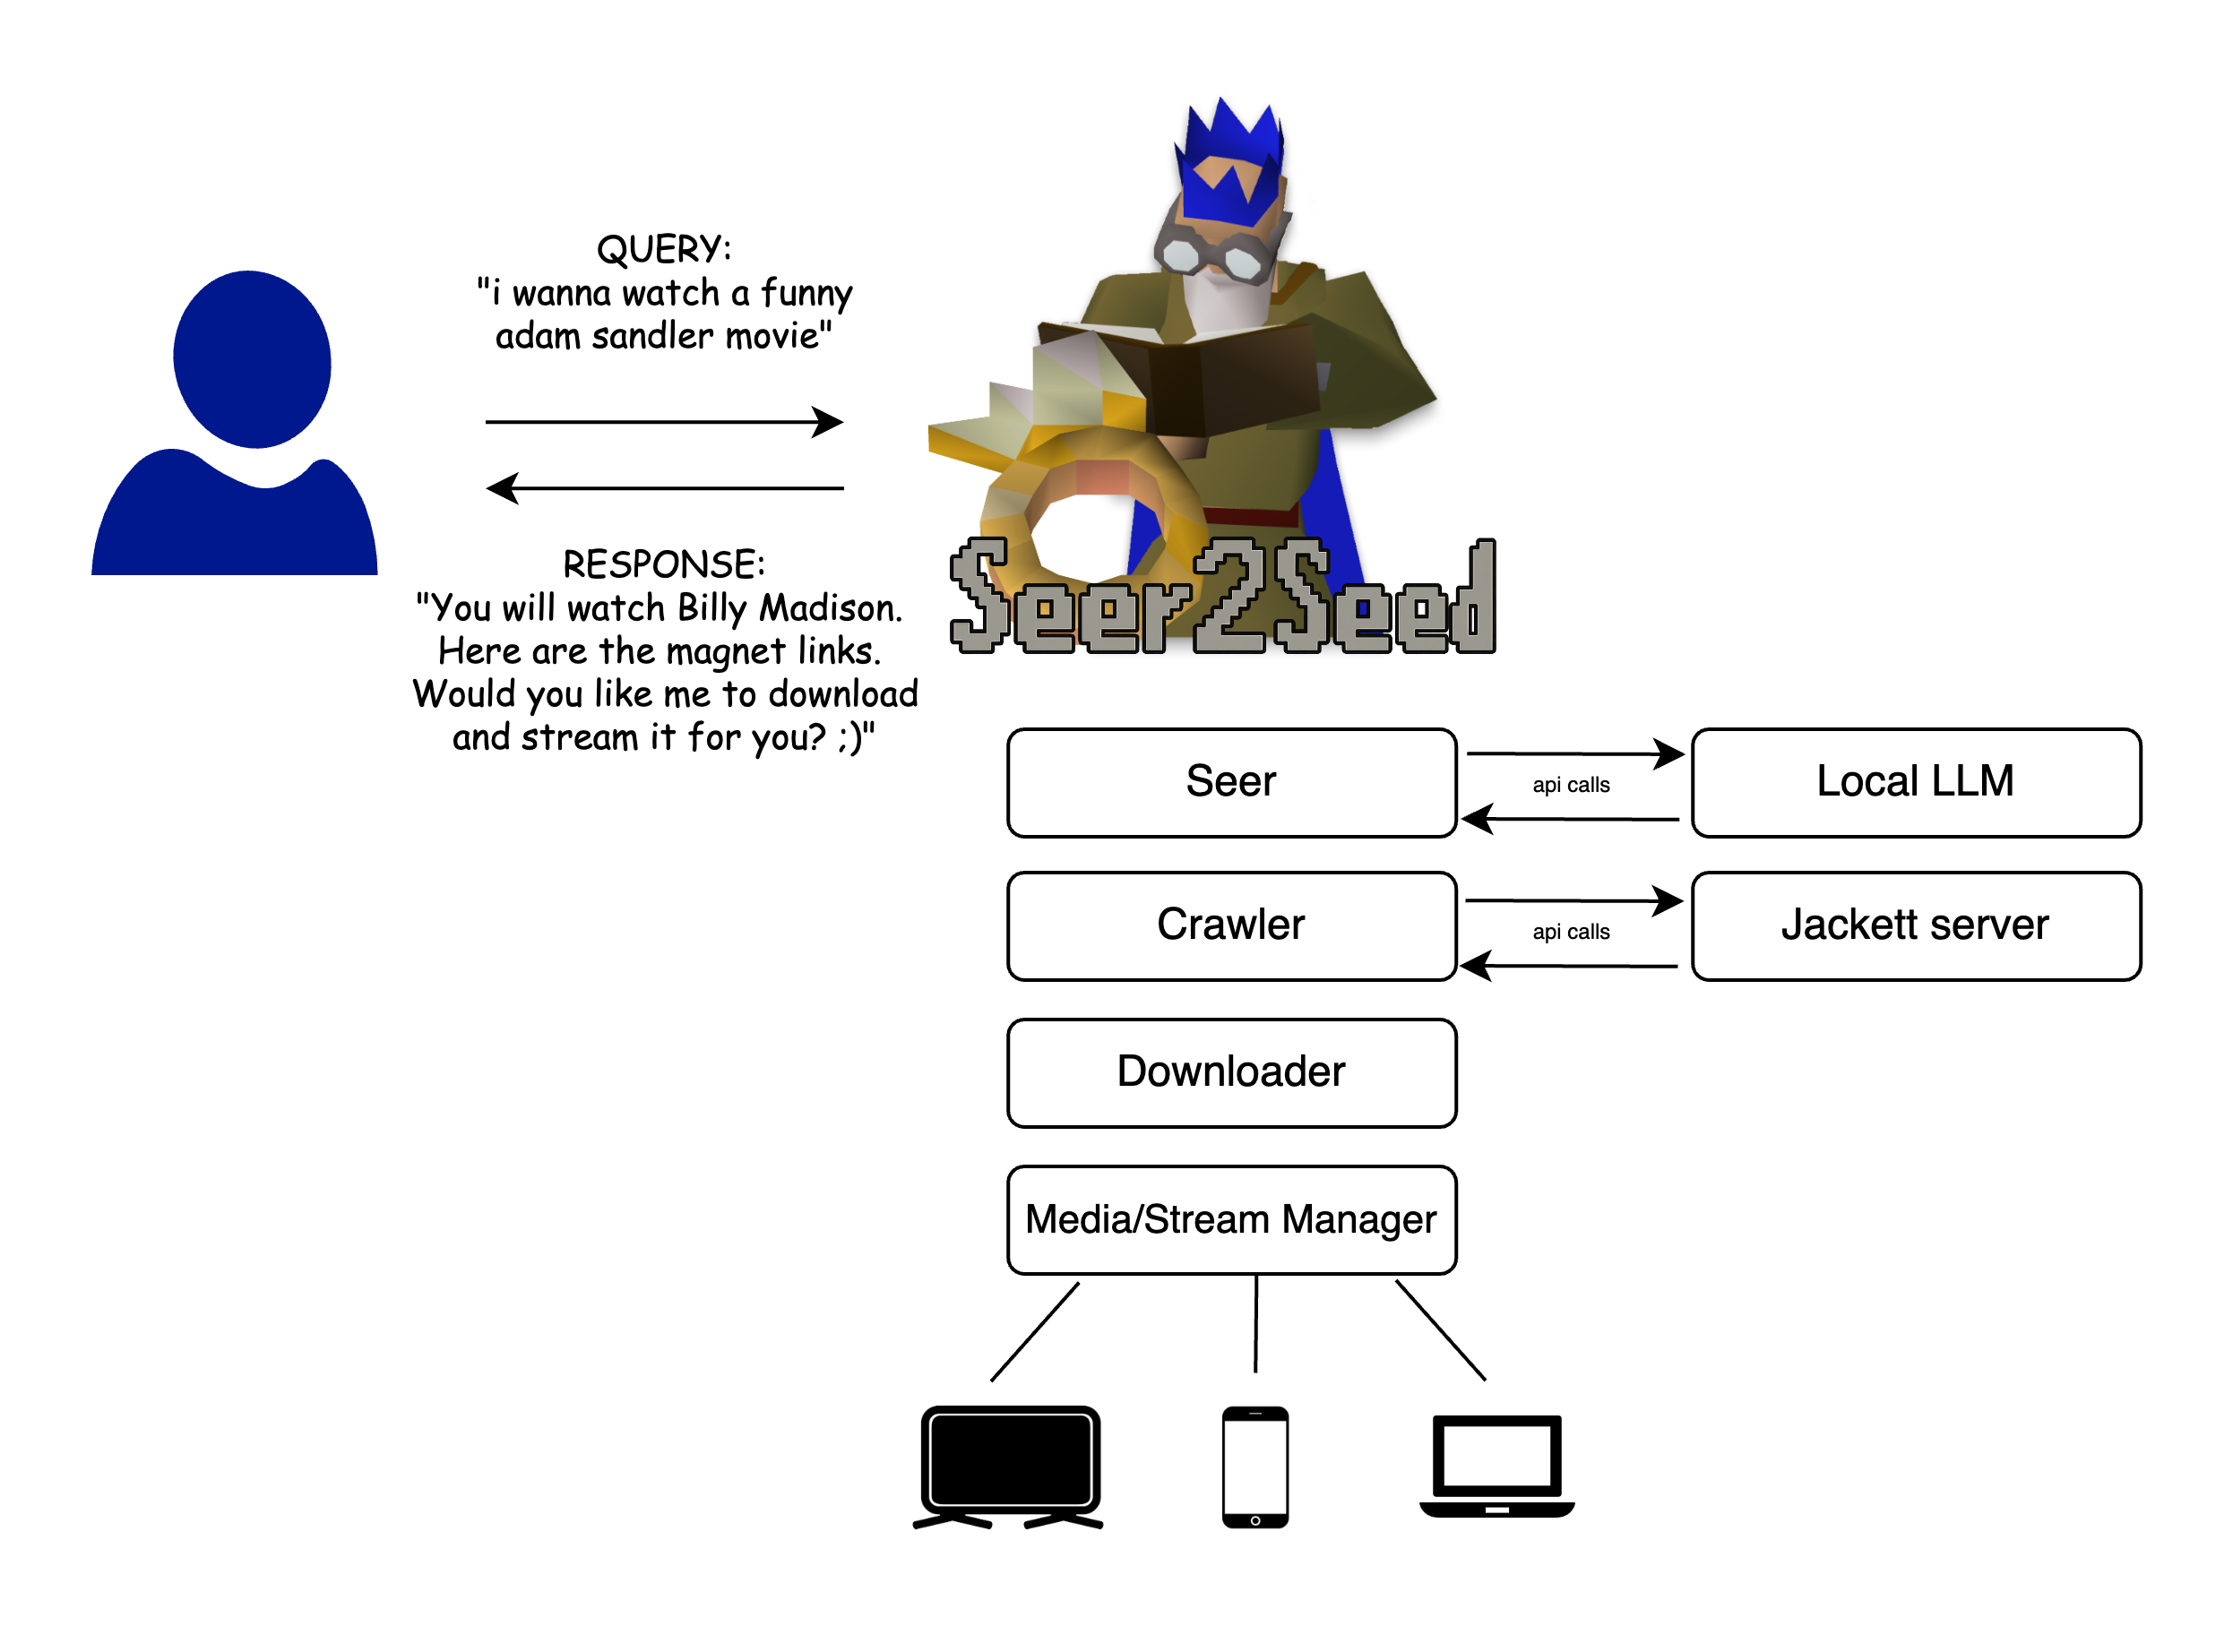 QUERY:
"i wanna watch a funny
adam sandler movie"
RESPONSE:
"You will watch Billy Madison.
Here are the magnet links.
Would you like me to download
and stream it for you? ;)"
Seer2Seed
Seer
api calls
Local LLM
Crawler
api calls
Jackett server
Downloader
Media/Stream Manager